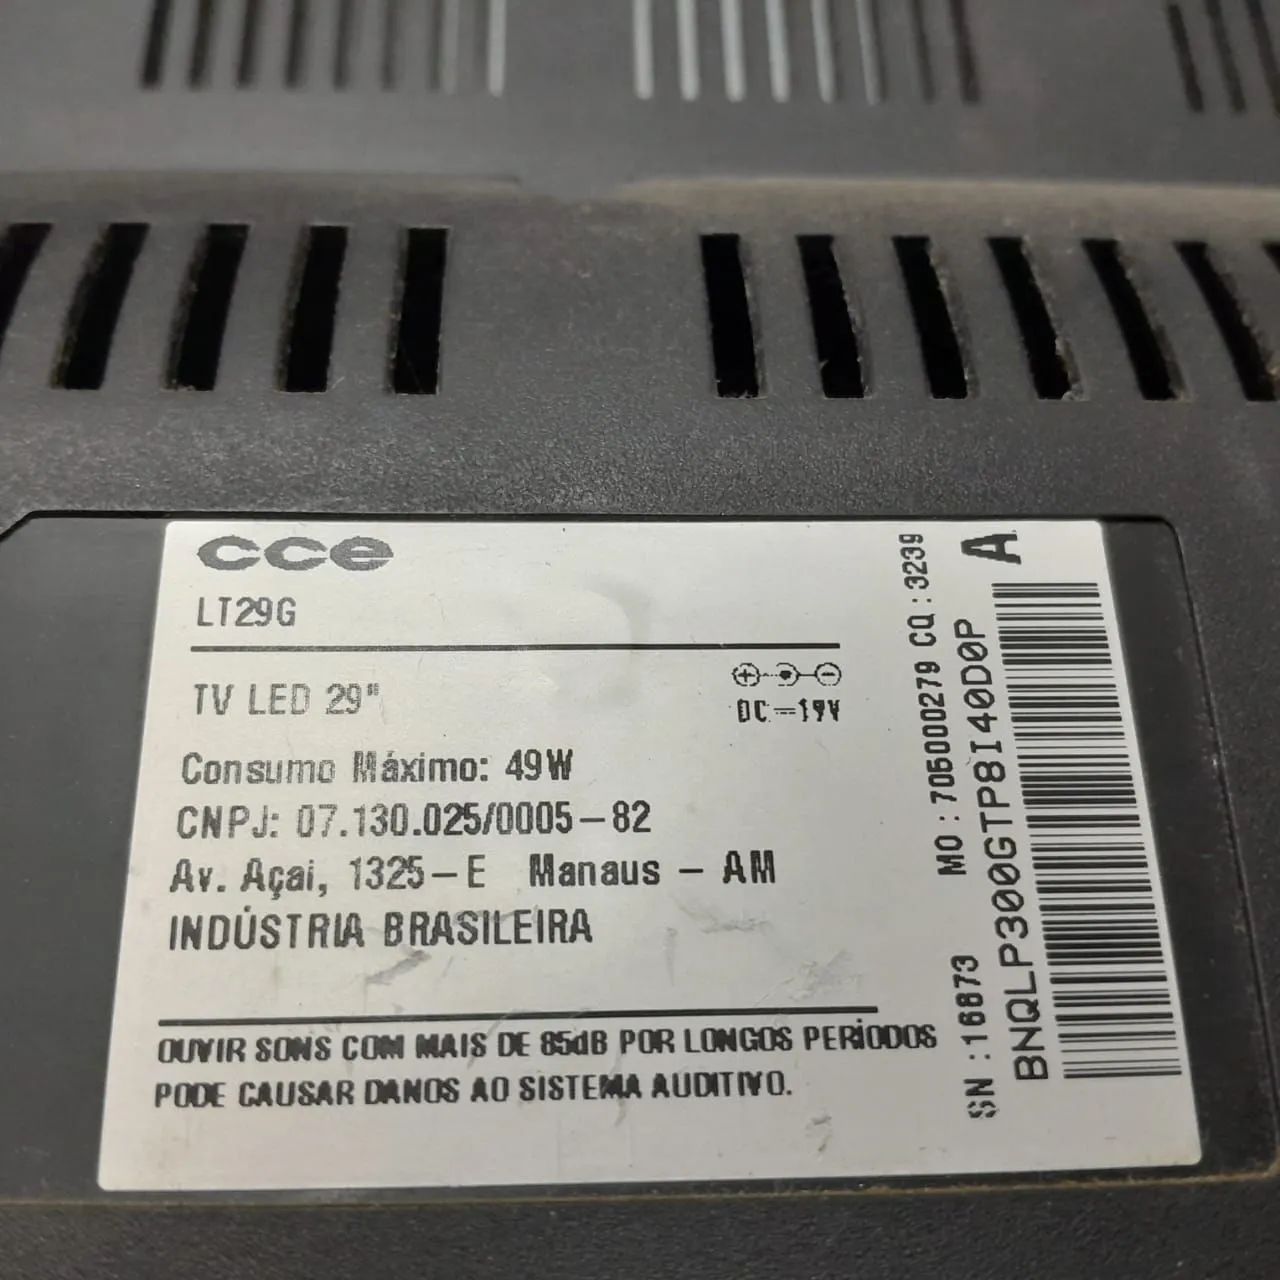 cce
LT29G
TV LED 29"
DC 19V
Consumo Máximo: 49W
CNPJ: 07.130.025/0005-82
Av. Açai, 1325-E Manaus - AM
INDÚSTRIA BRASILEIRA
OUVIR SONS COM MAIS DE 85dB POR LONGOS PERÍODOS
PODE CAUSAR DANOS AO SISTEMA AUDITIVO.
SN:16873 MO:705000279 CQ:3239
BNQLP300GTP8I40D0P
A